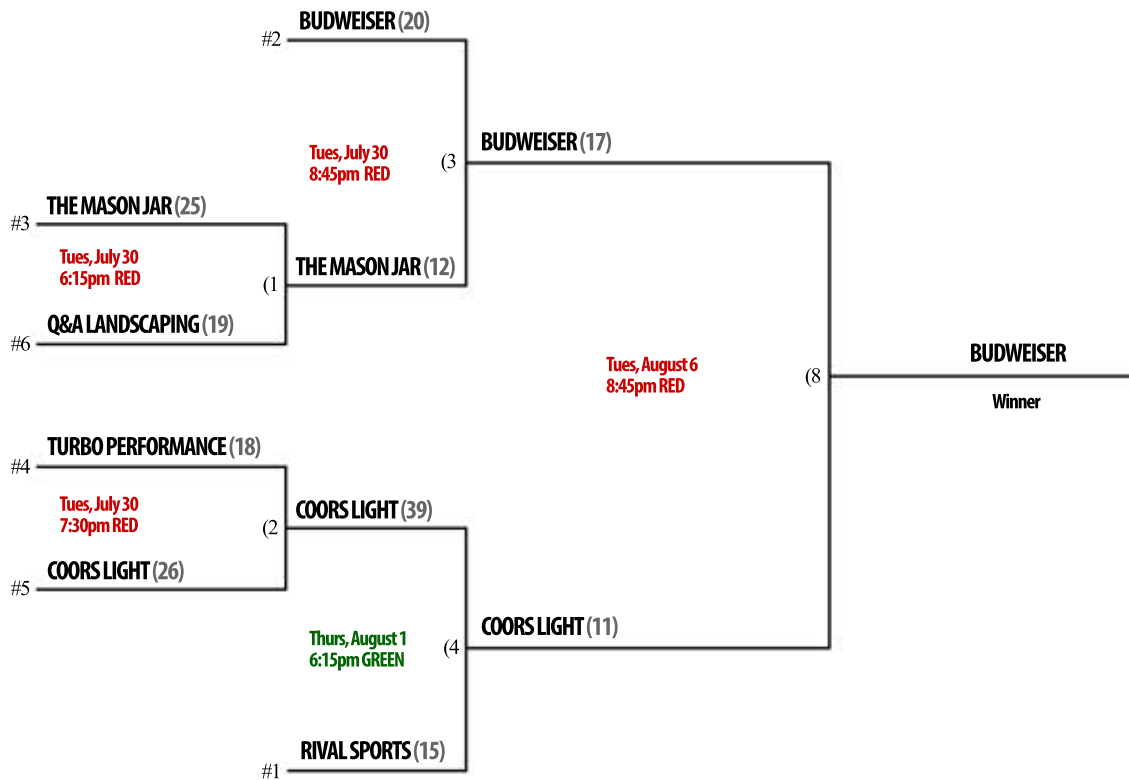 BUDWEISER (20)
#2
Tues, July 30
8:45pm RED
(3
BUDWEISER (17)
THE MASON JAR (25)
#3
Tues, July 30
6:15pm RED
(1
THE MASON JAR (12)
Q&A LANDSCAPING (19)
#6
Tues, August 6
8:45pm RED
(8
BUDWEISER
Winner
TURBO PERFORMANCE (18)
#4
Tues, July 30
7:30pm RED
(2
COORS LIGHT (39)
COORS LIGHT (26)
#5
Thurs, August 1
6:15pm GREEN
(4
COORS LIGHT (11)
RIVAL SPORTS (15)
#1